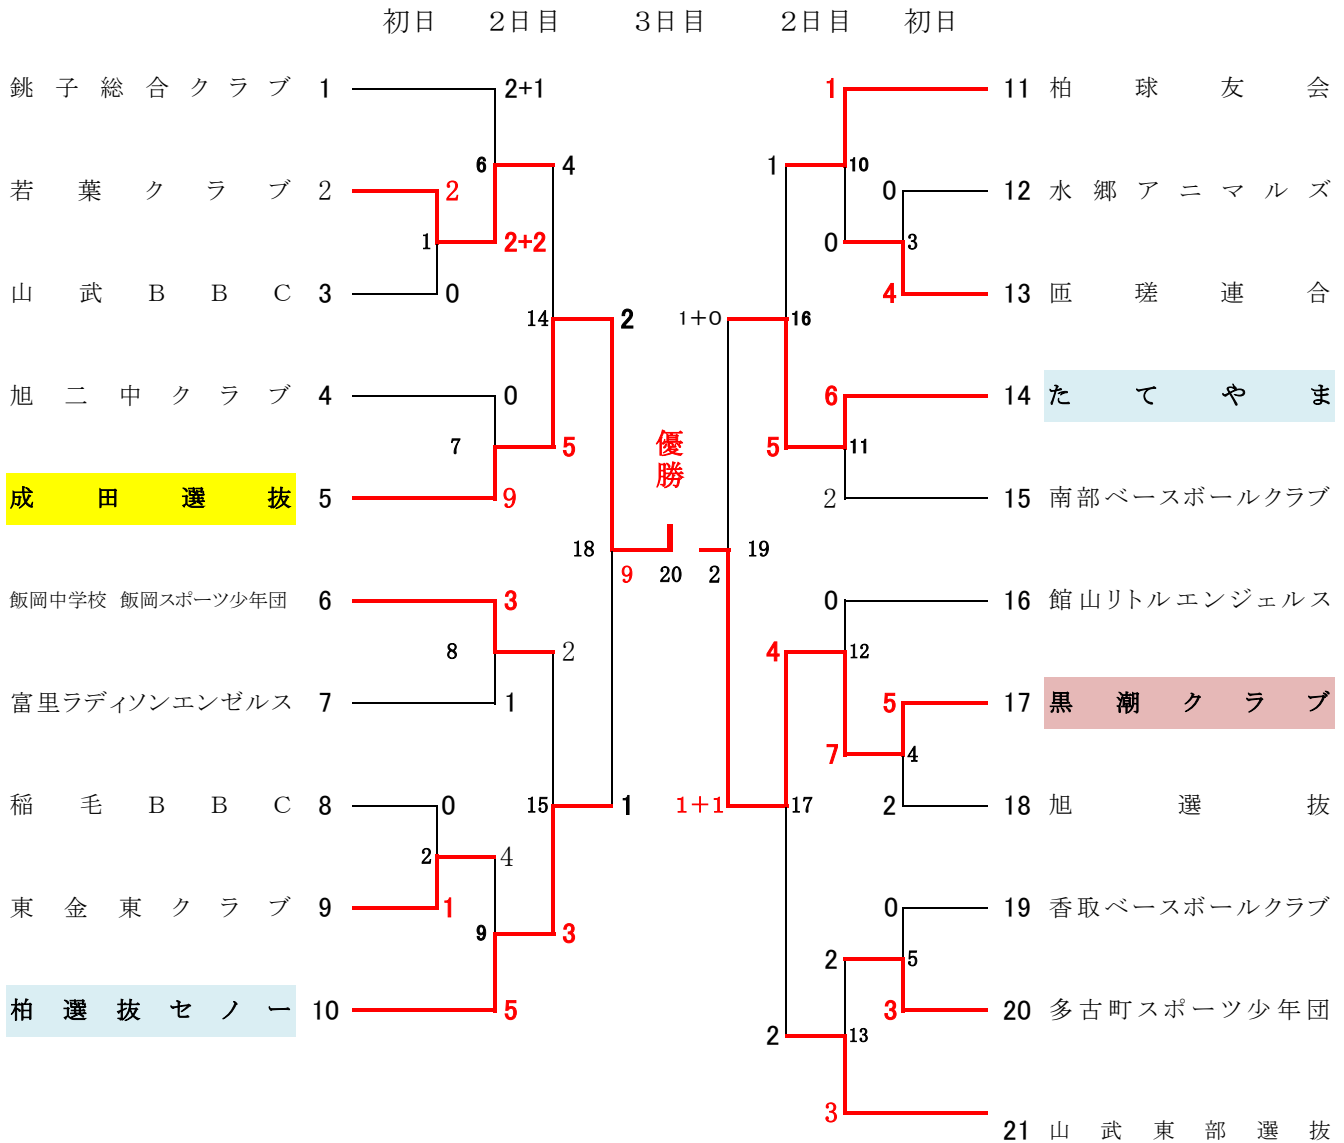 初日 2日目 3日目 2日目 初日
銚子総合クラブ 1 2+1 1 11 柏球友会
6 4 1 10
若葉クラブ 2 2 0 12 水郷アニマルズ
1 2+2 0 3
山武BBC 3 0 4 13 匝瑳連合
14 2 1+0 16
旭二中クラブ 4 0 6 14 たてやま
7 5 優勝 5 11
成田選抜 5 9 2 15 南部ベースボールクラブ
18 19
9 20 2
飯岡中学校 飯岡スポーツ少年団 6 3 0 16 館山リトルエンジェルス
8 2 4 12
富里ラディソンエンゼルス 7 1 5 17 黒潮クラブ
7 4
稲毛BBC 8 0 15 1 1+1 17 2 18 旭選抜
2 4
東金東クラブ 9 1 0 19 香取ベースボールクラブ
9 3 2 5
柏選抜セノー 10 5 3 20 多古町スポーツ少年団
2 13
3
21 山武東部選抜